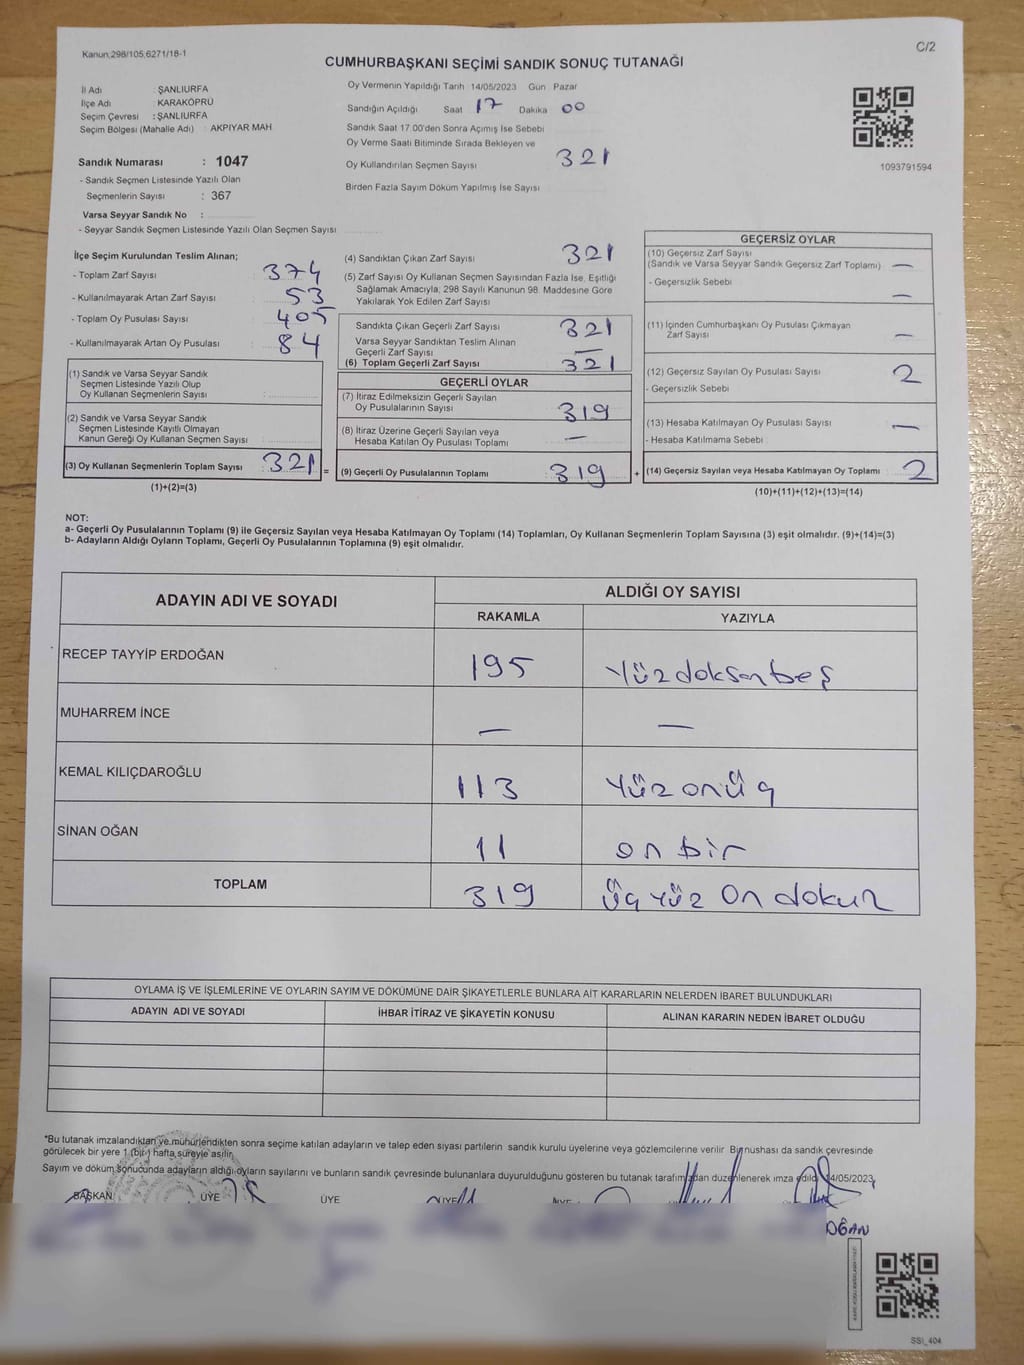 Kanun;298/105;6271/18-1
C/2
CUMHURBAŞKANI SEÇİMİ SANDIK SONUÇ TUTANAĞI
İl Adı : ŞANLIURFA
İlçe Adı : KARAKÖPRÜ
Seçim Çevresi : ŞANLIURFA
Seçim Bölgesi (Mahalle Adı) : AKPIYAR MAH
Sandık Numarası : 1047
- Sandık Seçmen Listesinde Yazılı Olan
Seçmenlerin Sayısı : 367
Varsa Seyyar Sandık No :
- Seyyar Sandık Seçmen Listesinde Yazılı Olan Seçmen Sayısı
Oy Vermenin Yapıldığı Tarih 14/05/2023 Gün Pazar
Sandığın Açıldığı Saat 17 Dakika 00
Sandık Saat 17:00'den Sonra Açımış İse Sebebi
Oy Verme Saati Bitiminde Sırada Bekleyen ve
Oy Kullandırılan Seçmen Sayısı 321
Birden Fazla Sayım Döküm Yapılmış İse Sayısı
1093791594
İlçe Seçim Kurulundan Teslim Alınan;
- Toplam Zarf Sayısı 374
- Kullanılmayarak Artan Zarf Sayısı 53
- Toplam Oy Pusulası Sayısı 405
- Kullanılmayarak Artan Oy Pusulası 84
(1) Sandık ve Varsa Seyyar Sandık
Seçmen Listesinde Yazılı Olup
Oy Kullanan Seçmenlerin Sayısı :
(2) Sandık ve Varsa Seyyar Sandık
Seçmen Listesinde Kayıtlı Olmayan
Kanun Gereği Oy Kullanan Seçmen Sayısı
(3) Oy Kullanan Seçmenlerin Toplam Sayısı : 321 =
(1)+(2)=(3)
(4) Sandıktan Çıkan Zarf Sayısı 321
(5) Zarf Sayısı Oy Kullanan Seçmen Sayısından Fazla İse, Eşitliği
Sağlamak Amacıyla; 298 Sayılı Kanunun 98. Maddesine Göre
Yakılarak Yok Edilen Zarf Sayısı
Sandıkta Çıkan Geçerli Zarf Sayısı 321
Varsa Seyyar Sandıktan Teslim Alınan
Geçerli Zarf Sayısı —
(6) Toplam Geçerli Zarf Sayısı 321
GEÇERLİ OYLAR
(7) İtiraz Edilmeksizin Geçerli Sayılan
Oy Pusulalarının Sayısı 319
(8) İtiraz Üzerine Geçerli Sayılan veya
Hesaba Katılan Oy Pusulası Toplamı —
(9) Geçerli Oy Pusulalarının Toplamı 319 +
GEÇERSİZ OYLAR
(10) Geçersiz Zarf Sayısı
(Sandık ve Varsa Seyyar Sandık Geçersiz Zarf Toplamı) —
- Geçersizlik Sebebi —
(11) İçinden Cumhurbaşkanı Oy Pusulası Çıkmayan
Zarf Sayısı —
(12) Geçersiz Sayılan Oy Pusulası Sayısı 2
- Geçersizlik Sebebi
(13) Hesaba Katılmayan Oy Pusulası Sayısı —
- Hesaba Katılmama Sebebi
(14) Geçersiz Sayılan veya Hesaba Katılmayan Oy Toplamı 2
(10)+(11)+(12)+(13)=(14)
NOT:
a- Geçerli Oy Pusulalarının Toplamı (9) ile Geçersiz Sayılan veya Hesaba Katılmayan Oy Toplamı (14) Toplamları, Oy Kullanan Seçmenlerin Toplam Sayısına (3) eşit olmalıdır. (9)+(14)=(3)
b- Adayların Aldığı Oyların Toplamı, Geçerli Oy Pusulalarının Toplamına (9) eşit olmalıdır.
ADAYIN ADI VE SOYADI ALDIĞI OY SAYISI
RAKAMLA YAZIYLA
RECEP TAYYİP ERDOĞAN 195 Yüzdoksanbeş
MUHARREM İNCE — —
KEMAL KILIÇDAROĞLU 113 Yüzonüç
SİNAN OĞAN 11 on bir
TOPLAM 319 üçyüz On dokuz
OYLAMA İŞ VE İŞLEMLERİNE VE OYLARIN SAYIM VE DÖKÜMÜNE DAİR ŞİKAYETLERLE BUNLARA AİT KARARLARIN NELERDEN İBARET BULUNDUKLARI
ADAYIN ADI VE SOYADI İHBAR İTİRAZ VE ŞİKAYETİN KONUSU ALINAN KARARIN NEDEN İBARET OLDUĞU
*Bu tutanak imzalandıktan ve mühürlendikten sonra seçime katılan adayların ve talep eden siyasi partilerin sandık kurulu üyelerine veya gözlemcilerine verilir. Bir nushası da sandık çevresinde
görülecek bir yere 1 (bir) hafta süreyle asılır.
Sayım ve döküm sonucunda adayların aldığı oyların sayılarını ve bunların sandık çevresinde bulunanlara duyurulduğunu gösteren bu tutanak tarafımızdan düzenlenerek imza edildi. 14/05/2023
BAŞKAN ÜYE ÜYE ÜYE ÜYE
SSI_404